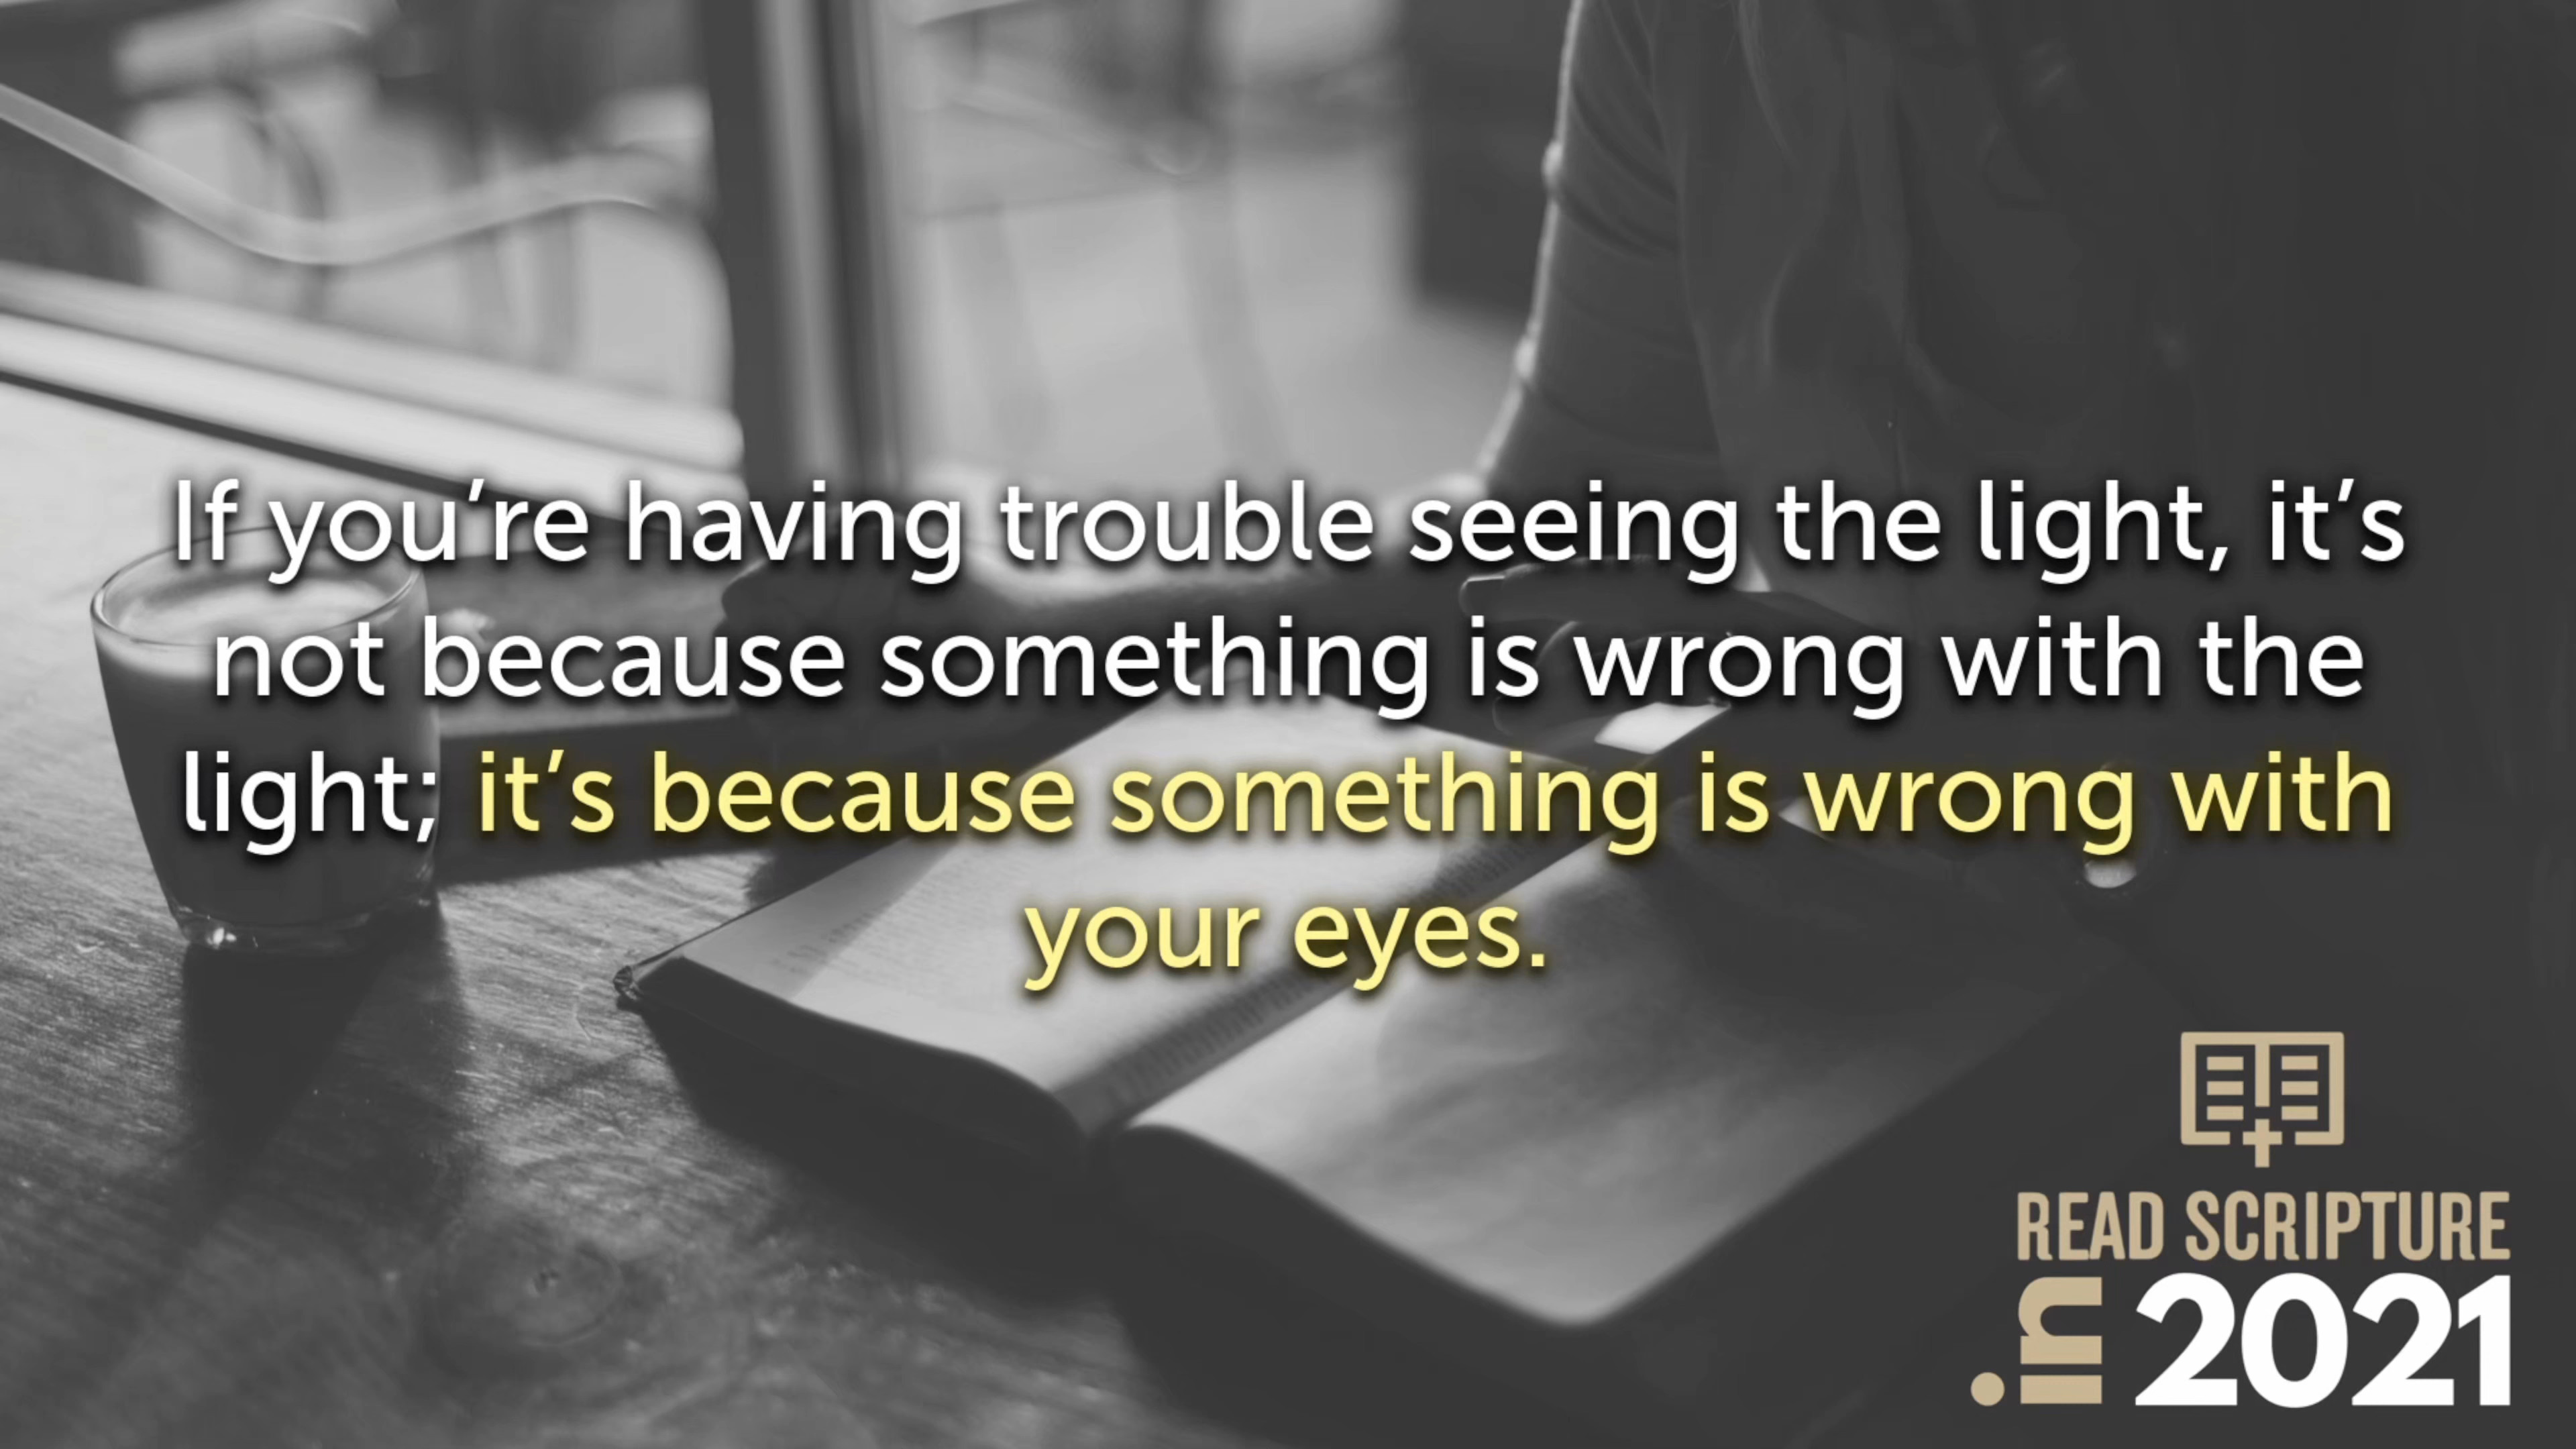 If you’re having trouble seeing the light, it’s
not because something is wrong with the
light; it’s because something is wrong with
your eyes.
READ SCRIPTURE
in 2021